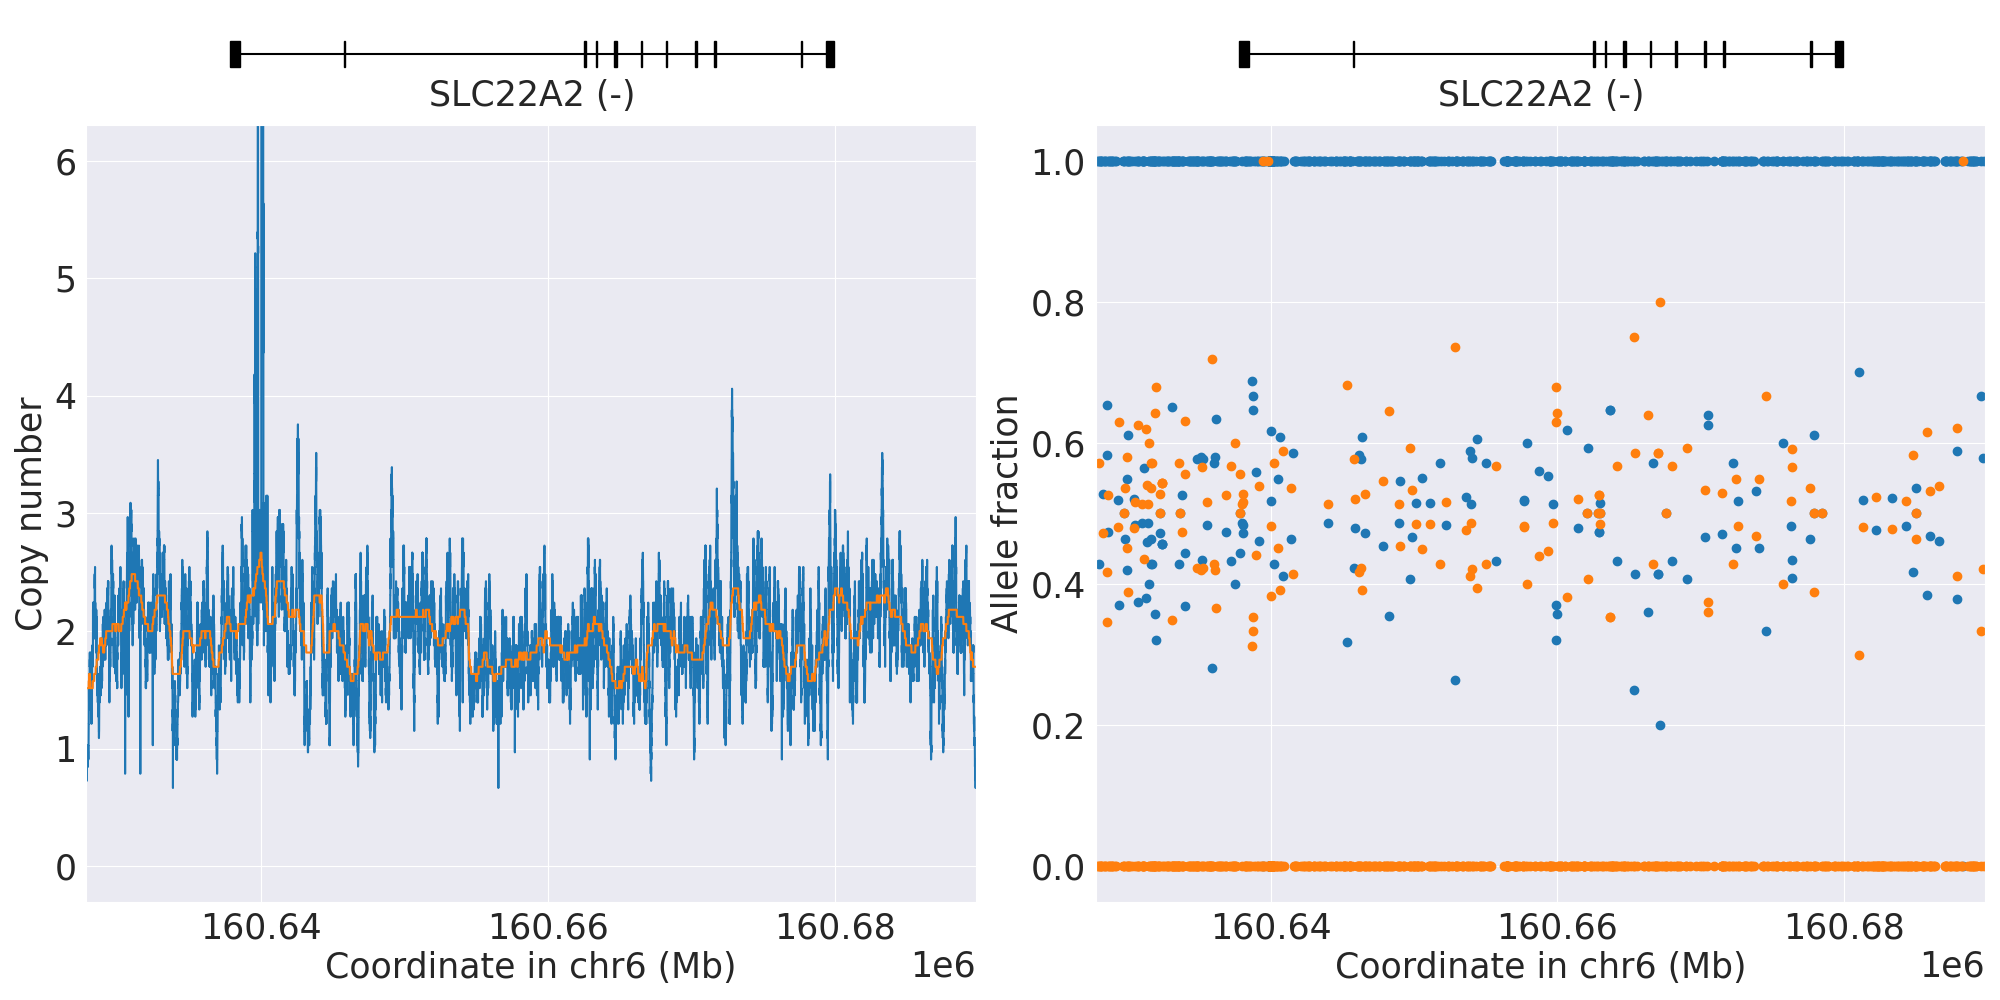 SLC22A2 (-)
Copy number
6
5
4
3
2
1
0
160.64
160.66
160.68
Coordinate in chr6 (Mb)
1e6
SLC22A2 (-)
Allele fraction
1.0
0.8
0.6
0.4
0.2
0.0
160.64
160.66
160.68
Coordinate in chr6 (Mb)
1e6